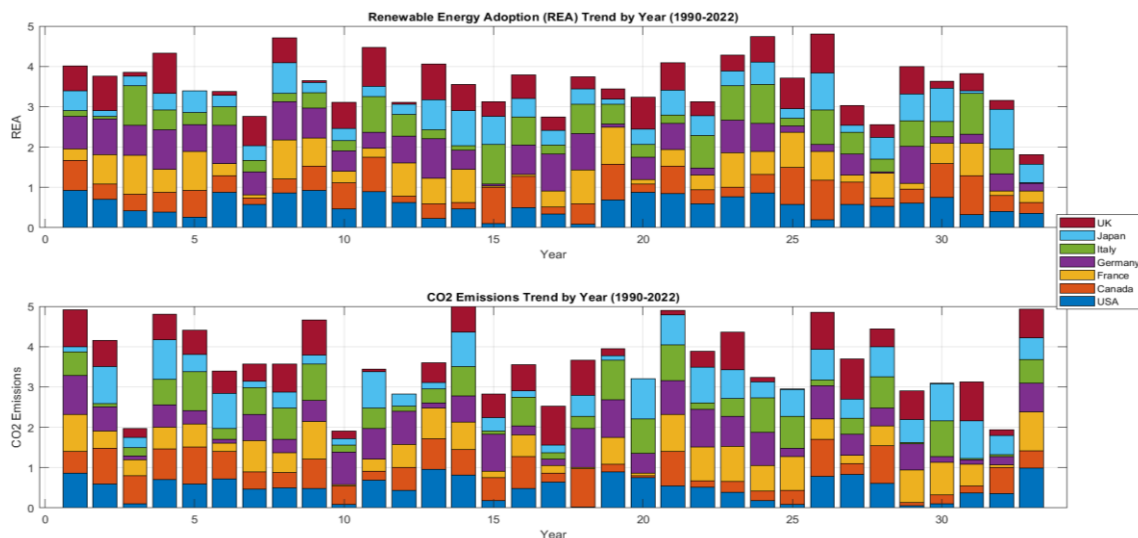 Renewable Energy Adoption (REA) Trend by Year (1990-2022)
5
4
3
2
1
0
REA
0 5 10 15 20 25 30
Year
UK
Japan
Italy
Germany
France
Canada
USA
CO2 Emissions Trend by Year (1990-2022)
5
4
3
2
1
0
CO2 Emissions
0 5 10 15 20 25 30
Year